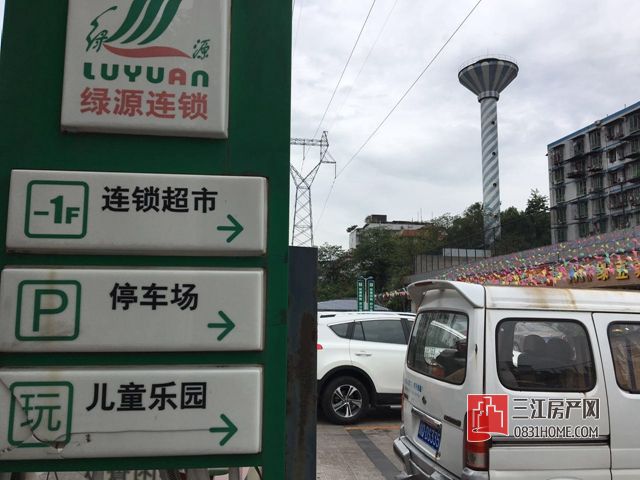 绿源
LUYUAN
绿源连锁
-1F
连锁超市
P
停车场
玩
儿童乐园
三江房产网
0831HOME.COM